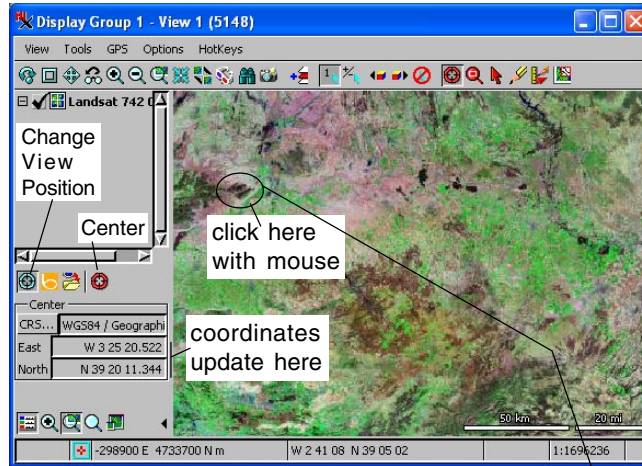 Display Group 1 - View 1 (5148)
View Tools GPS Options HotKeys
Landsat 742
Change
View
Position
Center
click here
with mouse
Center
CRS... WGS84 / Geographi
East W 3 25 20.522
North N 39 20 11.344
coordinates
update here
50 km 20 mi
-298900 E 4733700 N m W 2 41 08 N 39 05 02 1:1696236